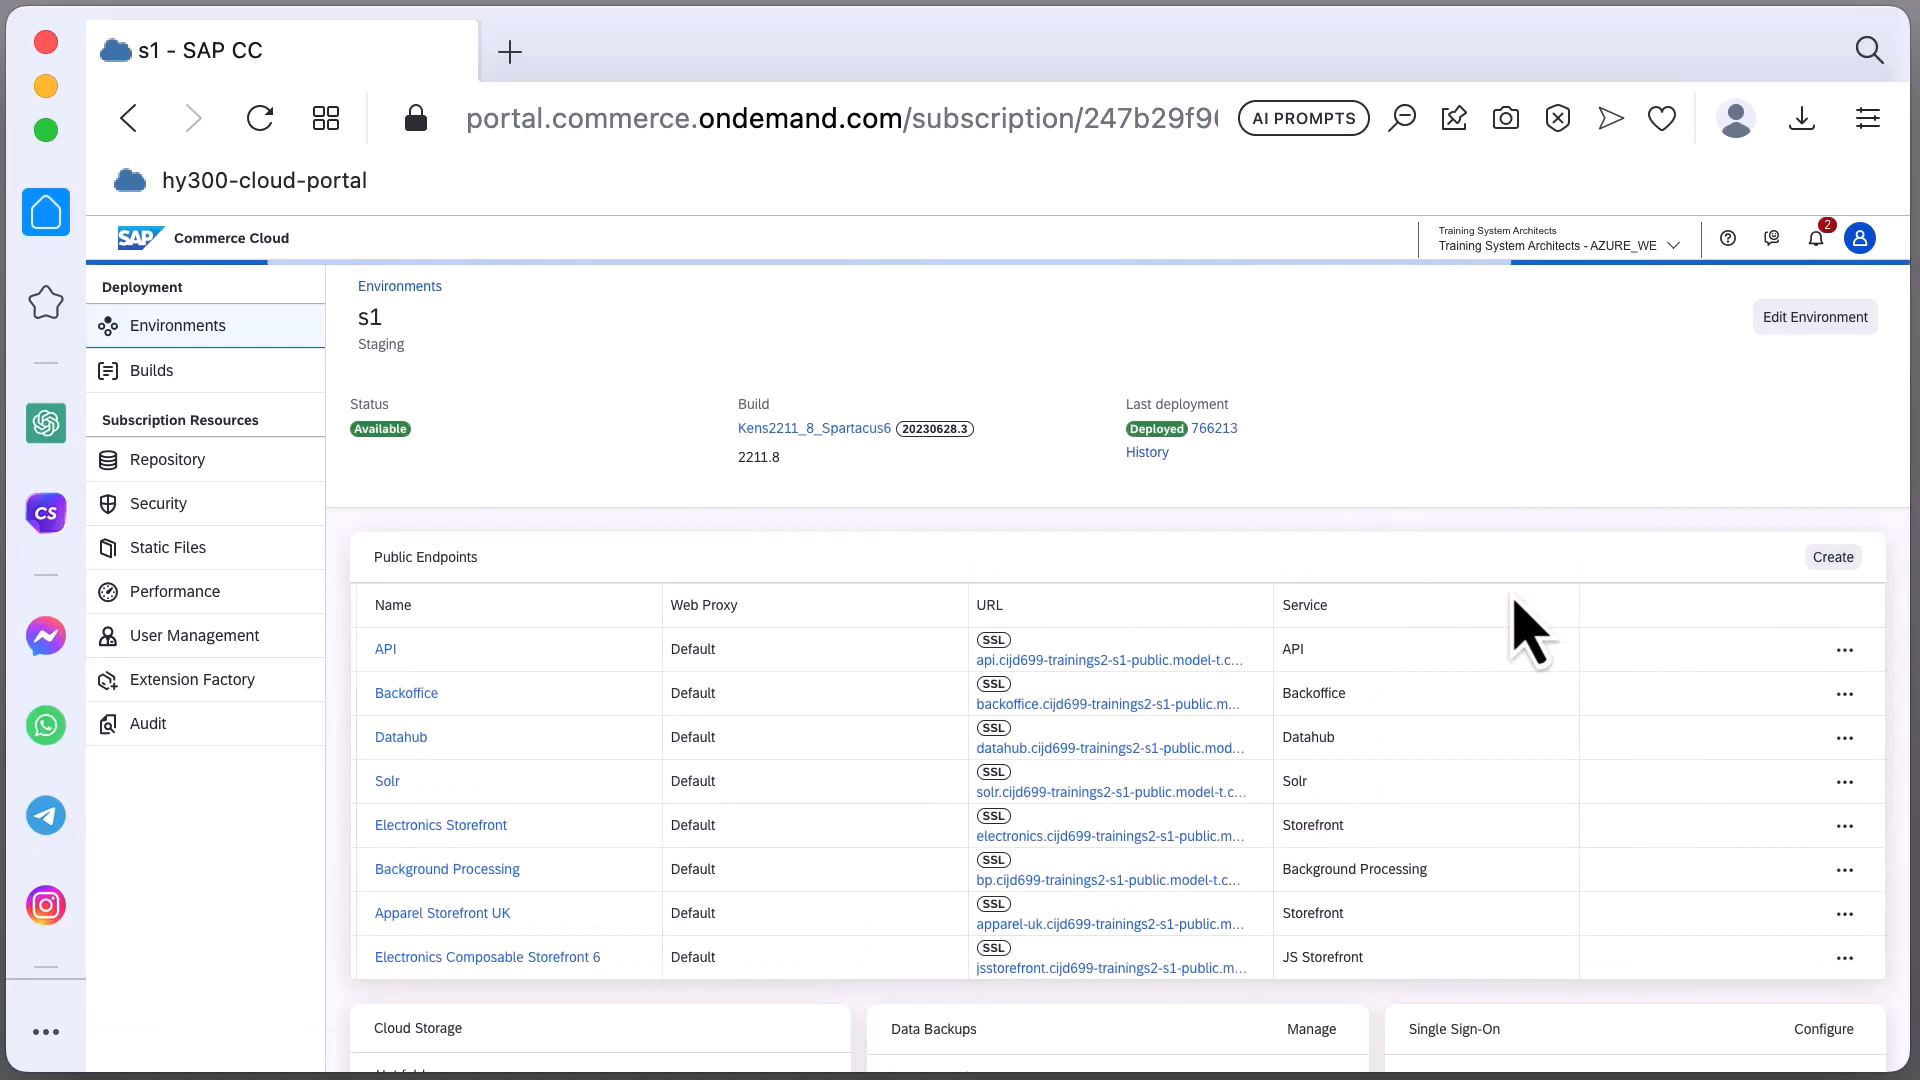 s1 - SAP CC
portal.commerce.ondemand.com/subscription/247b29f9
AI PROMPTS
hy300-cloud-portal
SAP Commerce Cloud
Training System Architects
Training System Architects - AZURE_WE
2
Deployment
Environments
Builds
Subscription Resources
Repository
Security
Static Files
Performance
User Management
Extension Factory
Audit
CS
Environments
s1
Staging
Edit Environment
Status
Available
Build
Kens2211_8_Spartacus6 20230628.3
2211.8
Last deployment
Deployed 766213
History
Public Endpoints
Create
Name Web Proxy URL Service
API Default SSL api.cijd699-trainings2-s1-public.model-t.c... API
Backoffice Default SSL backoffice.cijd699-trainings2-s1-public.m... Backoffice
Datahub Default SSL datahub.cijd699-trainings2-s1-public.mod... Datahub
Solr Default SSL solr.cijd699-trainings2-s1-public.model-t.c... Solr
Electronics Storefront Default SSL electronics.cijd699-trainings2-s1-public.m... Storefront
Background Processing Default SSL bp.cijd699-trainings2-s1-public.model-t.c... Background Processing
Apparel Storefront UK Default SSL apparel-uk.cijd699-trainings2-s1-public.m... Storefront
Electronics Composable Storefront 6 Default SSL jsstorefront.cijd699-trainings2-s1-public.m... JS Storefront
Cloud Storage
Data Backups Manage
Single Sign-On Configure